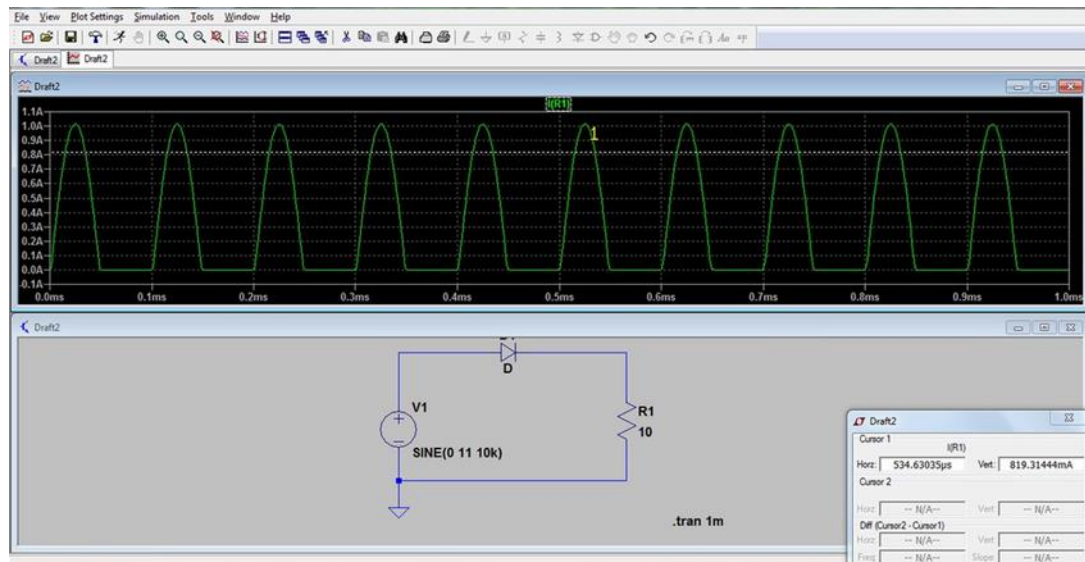 File View Plot Settings Simulation Tools Window Help
Draft2 Draft2
Draft2
I(R1)
1.1A
1.0A
0.9A
0.8A
0.7A
0.6A
0.5A
0.4A
0.3A
0.2A
0.1A
0.0A
-0.1A
1
0.0ms 0.1ms 0.2ms 0.3ms 0.4ms 0.5ms 0.6ms 0.7ms 0.8ms 0.9ms 1.0ms
Draft2
D
V1
SINE(0 11 10k)
R1
10
.tran 1m
Draft2
Cursor 1
I(R1)
Horz: 534.63035µs Vert: 819.31444mA
Cursor 2
Horz: -- N/A-- Vert: -- N/A--
Diff (Cursor2 - Cursor1)
Horz: -- N/A-- Vert: -- N/A--
Freq: -- N/A-- Slope: -- N/A--